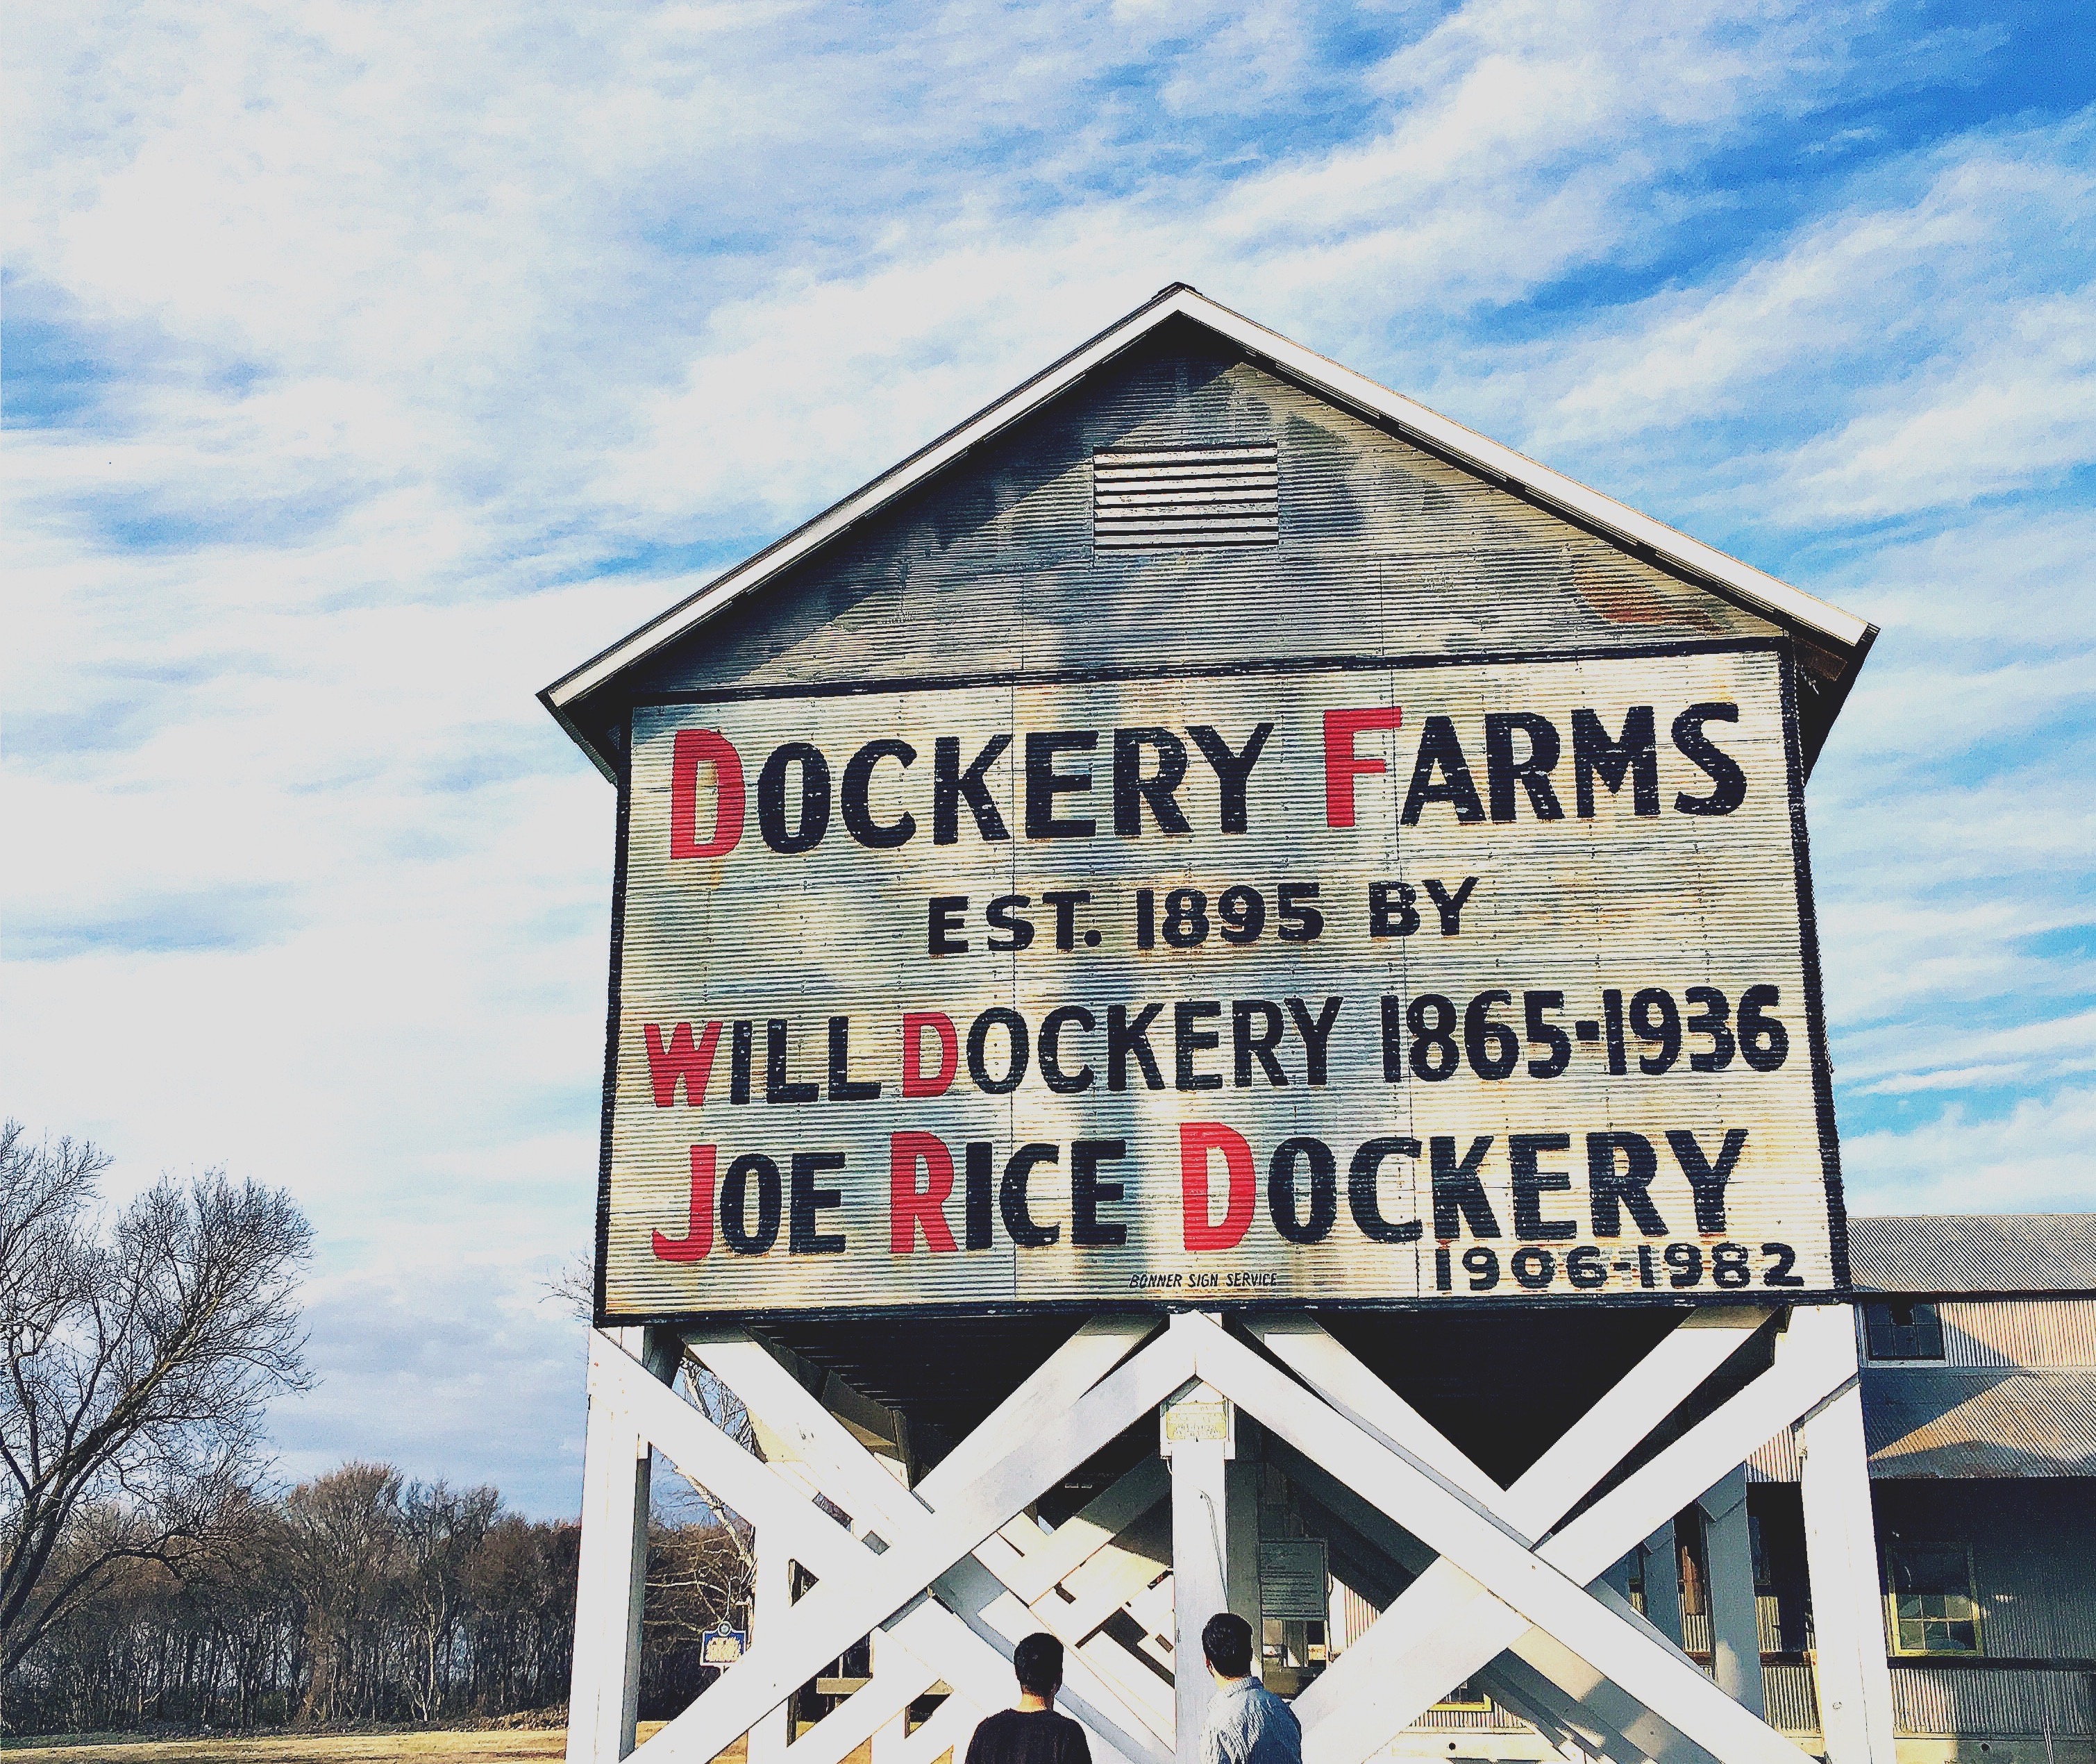 DOCKERY FARMS
EST. 1895 BY
WILL DOCKERY 1865-1936
JOE RICE DOCKERY
1906-1982
BONNER SIGN SERVICE